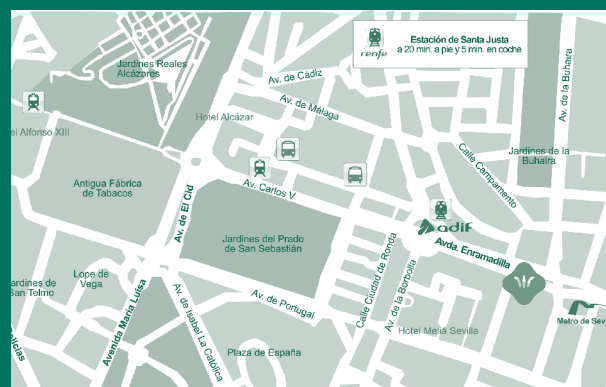 Estación de Santa Justa
a 20 min. a pie y 5 min. en coche
renfe
Jardines Reales
Alcázares
Av. de Cádiz
Av. de Málaga
Av. de la Buhaira
Hotel Alcázar
el Alfonso XIII
Calle Campamento
Jardines de la
Buhaira
Antigua Fábrica
de Tabacos
Av. Carlos V
Av. de El Cid
adif
Jardines del Prado
de San Sebastián
Avda. Enramadilla
Calle Ciudad de Ronda
Av. de la Borbolla
Lope de
Vega
ardines de
San Telmo
Avenida María Luisa
Av. de Isabel La Católica
Av. de Portugal
Hotel Meliá Sevilla
Metro de Sev
Plaza de España
elicias